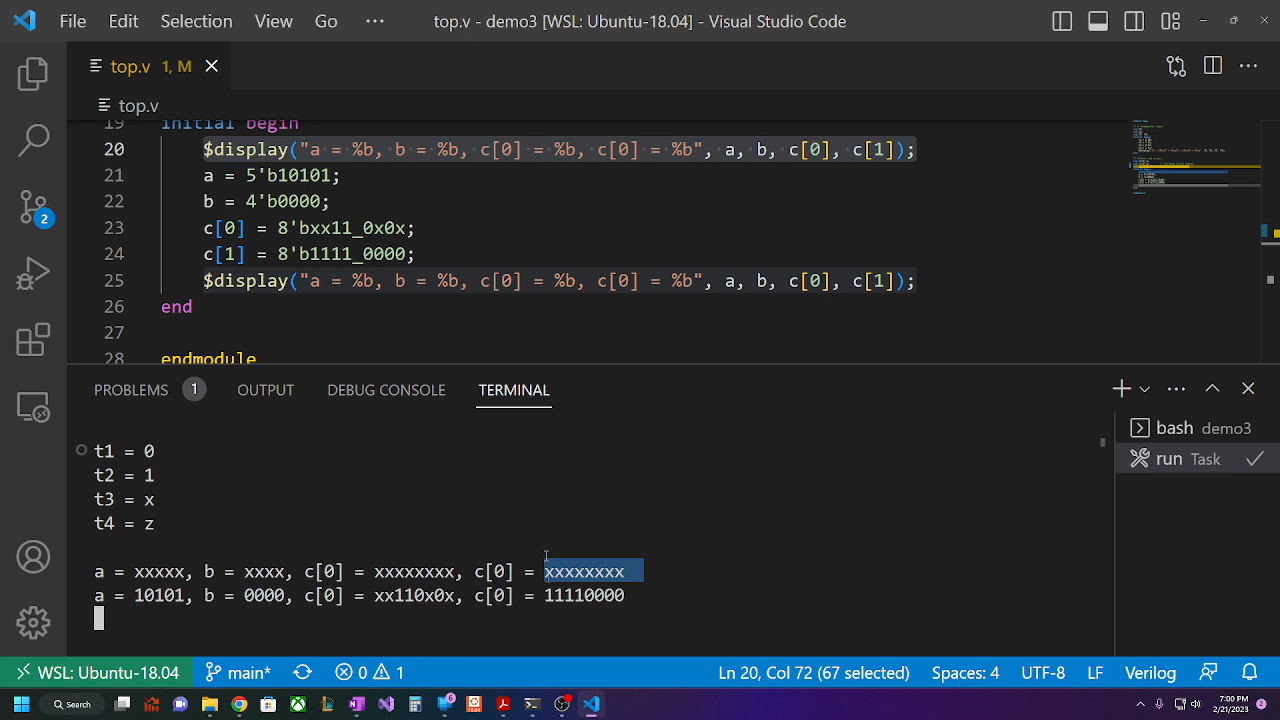 File Edit Selection View Go ··· top.v - demo3 [WSL: Ubuntu-18.04] - Visual Studio Code
top.v 1, M
top.v
19 initial begin
20 $display("a = %b, b = %b, c[0] = %b, c[0] = %b", a, b, c[0], c[1]);
21 a = 5'b10101;
22 b = 4'b0000;
23 c[0] = 8'bxx11_0x0x;
24 c[1] = 8'b1111_0000;
25 $display("a = %b, b = %b, c[0] = %b, c[0] = %b", a, b, c[0], c[1]);
26 end
27
28 endmodule
2
PROBLEMS 1 OUTPUT DEBUG CONSOLE TERMINAL
bash demo3
run Task
t1 = 0
t2 = 1
t3 = x
t4 = z
a = xxxxx, b = xxxx, c[0] = xxxxxxxx, c[0] = xxxxxxxx
a = 10101, b = 0000, c[0] = xx110x0x, c[0] = 11110000
WSL: Ubuntu-18.04 main* 0 1 Ln 20, Col 72 (67 selected) Spaces: 4 UTF-8 LF Verilog
Search 7:00 PM
2/21/2023